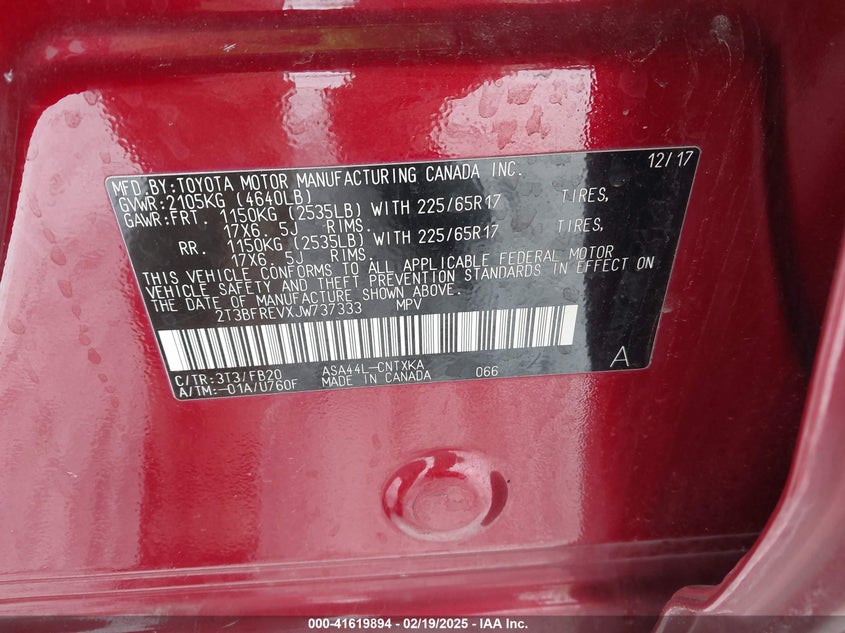 MFD.BY:TOYOTA MOTOR MANUFACTURING CANADA INC. 12/17
GVWR:2105KG (4640LB)
GAWR:FRT. 1150KG (2535LB) WITH 225/65R17 TIRES,
17X6.5J RIMS.
RR. 1150KG (2535LB) WITH 225/65R17 TIRES,
17X6.5J RIMS.
THIS VEHICLE CONFORMS TO ALL APPLICABLE FEDERAL MOTOR
VEHICLE SAFETY AND THEFT PREVENTION STANDARDS IN EFFECT ON
THE DATE OF MANUFACTURE SHOWN ABOVE.
2T3BFREVXJW737333 MPV
A
C/TR:3T3/FB20 ASA44L-CNTXKA 066
A/TM:-01A/U760F MADE IN CANADA
000-41619894 - 02/19/2025 - IAA, Inc.